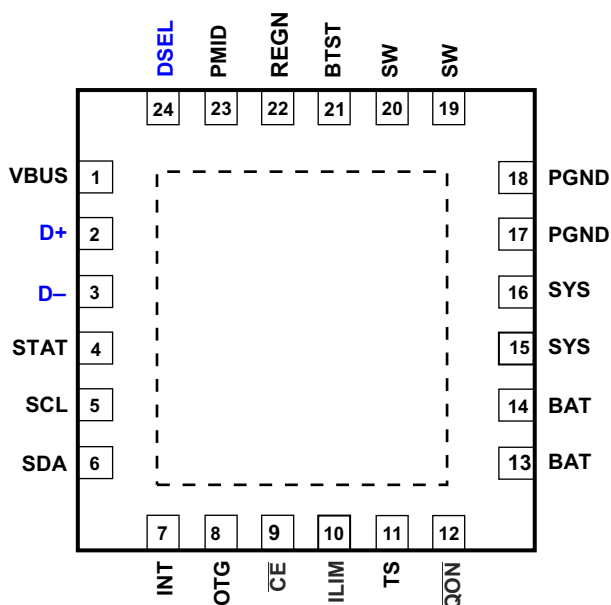 DSEL PMID REGN BTST SW SW
24 23 22 21 20 19
VBUS 1 18 PGND
D+ 2 17 PGND
D– 3 16 SYS
STAT 4 15 SYS
SCL 5 14 BAT
SDA 6 13 BAT
7 8 9 10 11 12
INT OTG CE ILIM TS QON